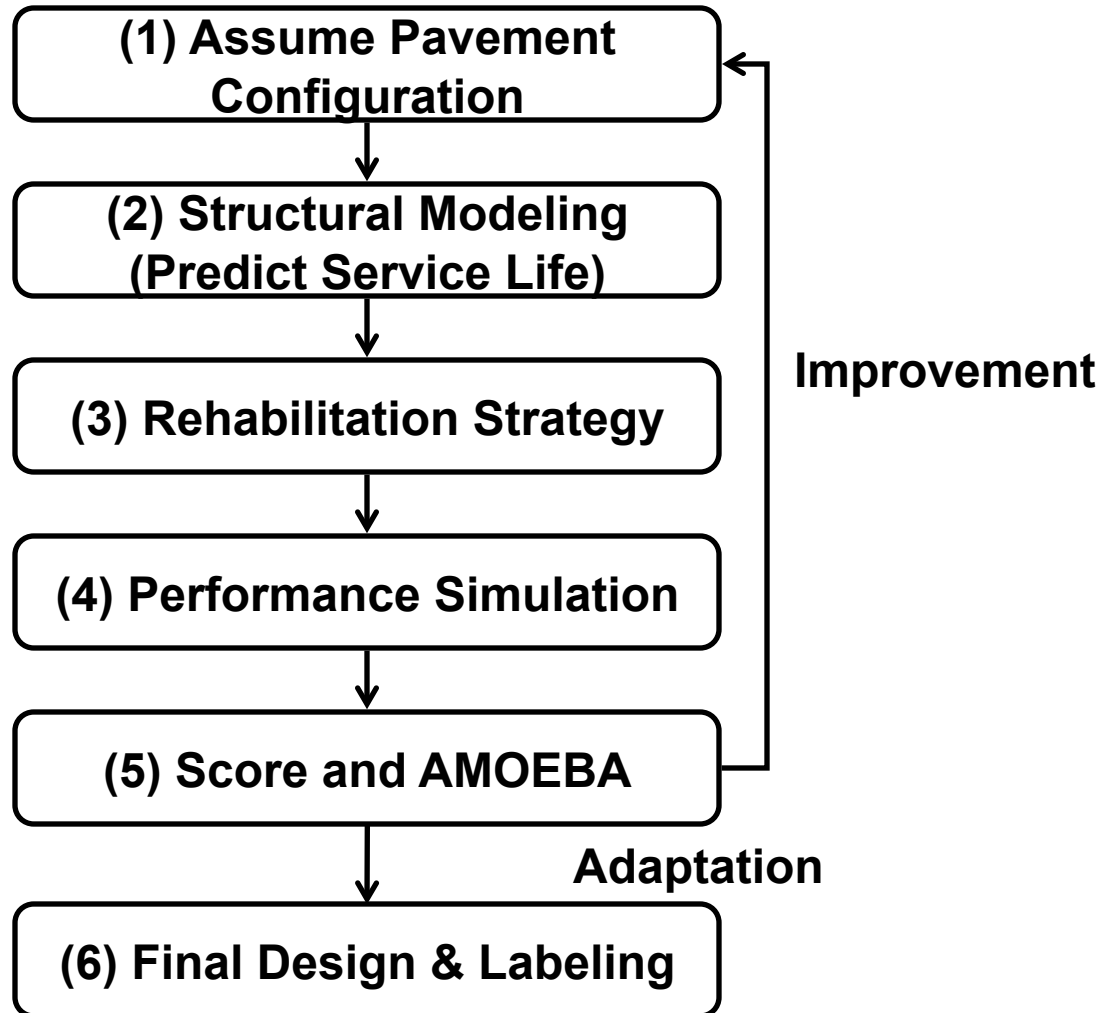 (1) Assume Pavement
Configuration
(2) Structural Modeling
(Predict Service Life)
(3) Rehabilitation Strategy
Improvement
(4) Performance Simulation
(5) Score and AMOEBA
Adaptation
(6) Final Design & Labeling